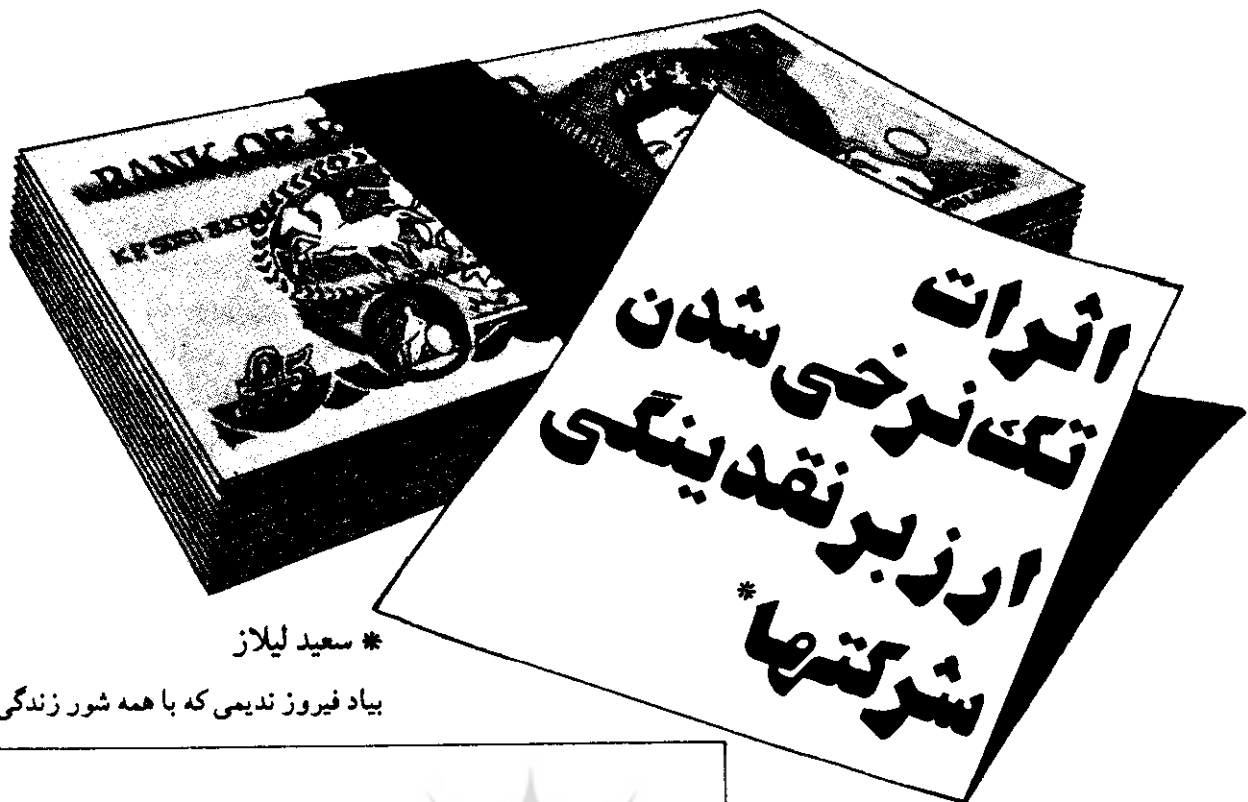 اثرات
تک‌نرخی شدن
ارز بر نقدینگی
شرکتها*
* سعید لیلاز
بیاد فیروز ندیمی که با همه شور زندگی
BANK OF